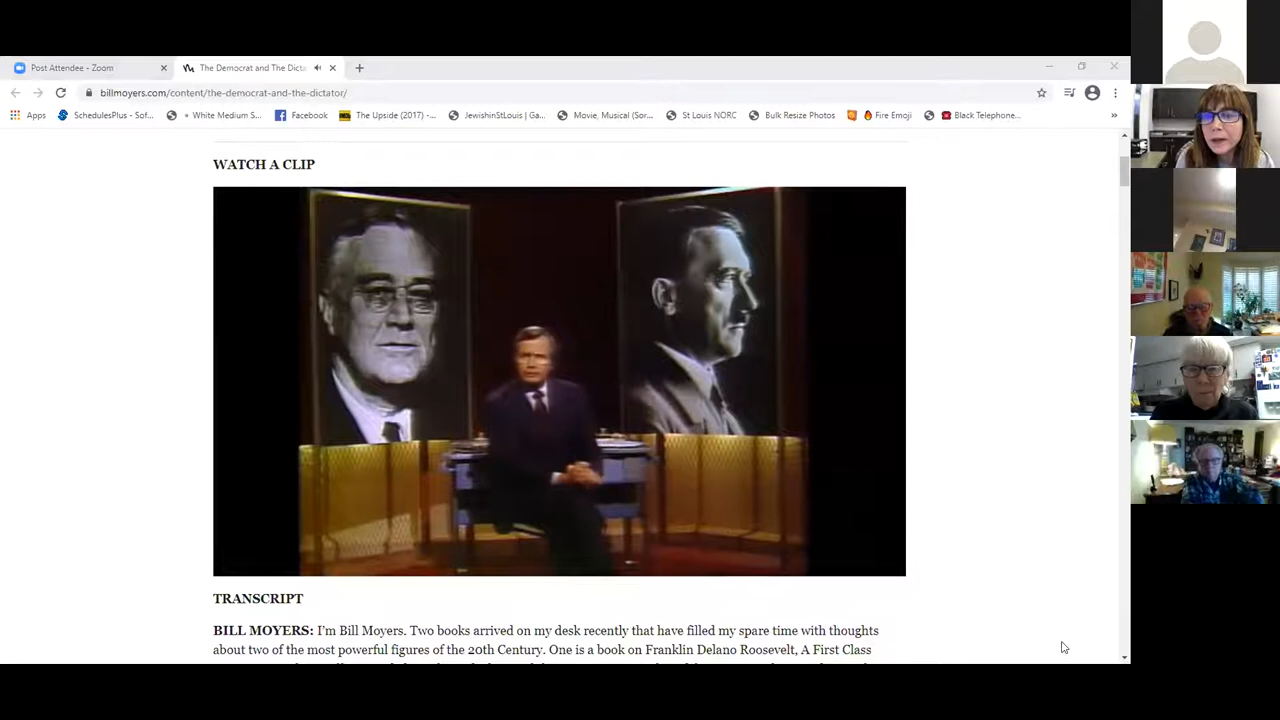 Post Attendee - Zoom
The Democrat and The Dicta
billmoyers.com/content/the-democrat-and-the-dictator/
Apps
SchedulesPlus - Sof...
» White Medium S...
Facebook
The Upside (2017) -...
JewishinStLouis | Ga...
Movie, Musical (Sor...
St Louis NORC
Bulk Resize Photos
Fire Emoji
Black Telephone...
»
WATCH A CLIP
TRANSCRIPT
BILL MOYERS: I'm Bill Moyers. Two books arrived on my desk recently that have filled my spare time with thoughts
about two of the most powerful figures of the 20th Century. One is a book on Franklin Delano Roosevelt, A First Class